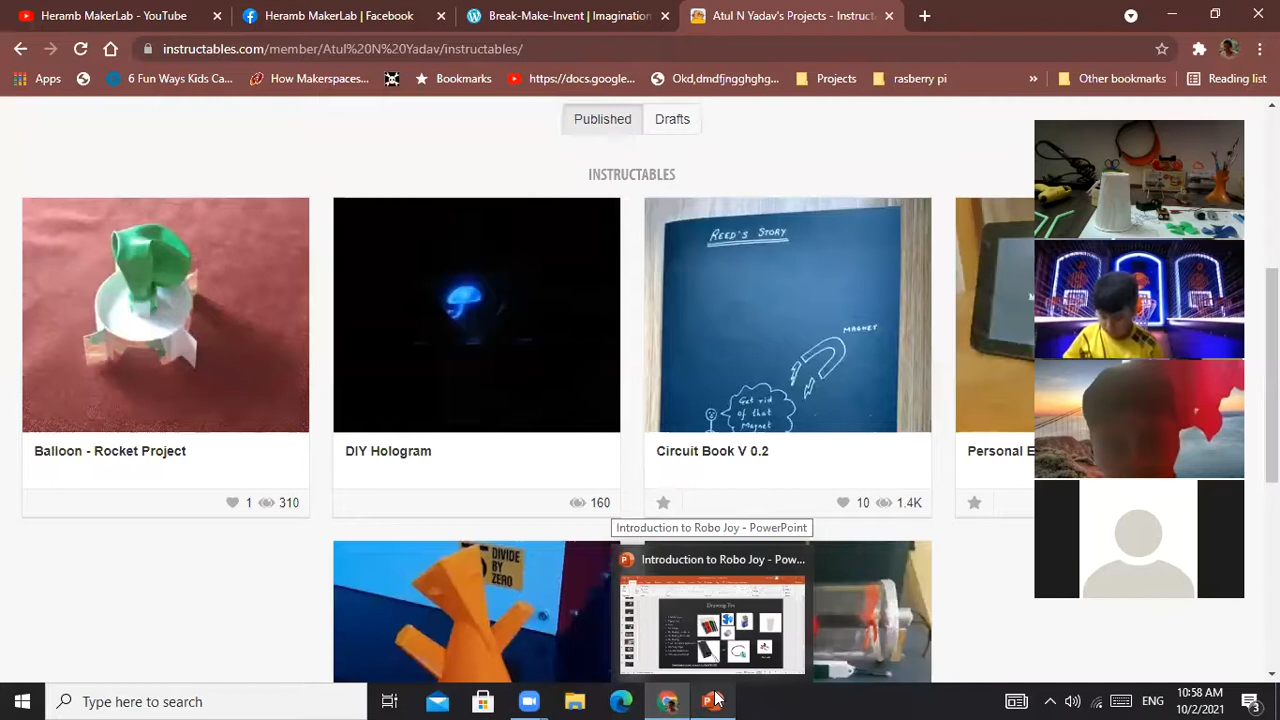 Heramb MakerLab - YouTube
Heramb MakerLab | Facebook
Break-Make-Invent | Imagination
Atul N Yadav's Projects - Instruct
instructables.com/member/Atul%20N%20Yadav/instructables/
Apps
6 Fun Ways Kids Ca...
How Makerspaces...
Bookmarks
https://docs.google...
Okd,dmdfjngghghg...
Projects
rasberry pi
»
Other bookmarks
Reading list
Published
Drafts
INSTRUCTABLES
REED'S STORY
MAGNET
Get rid
of that
Magnet
Balloon - Rocket Project
DIY Hologram
Circuit Book V 0.2
Personal E
1 310
160
10 1.4K
Introduction to Robo Joy - PowerPoint
DIVIDE
BY
ZERO
Introduction to Robo Joy - Pow...
Type here to search
ENG
10:58 AM
10/2/2021
3